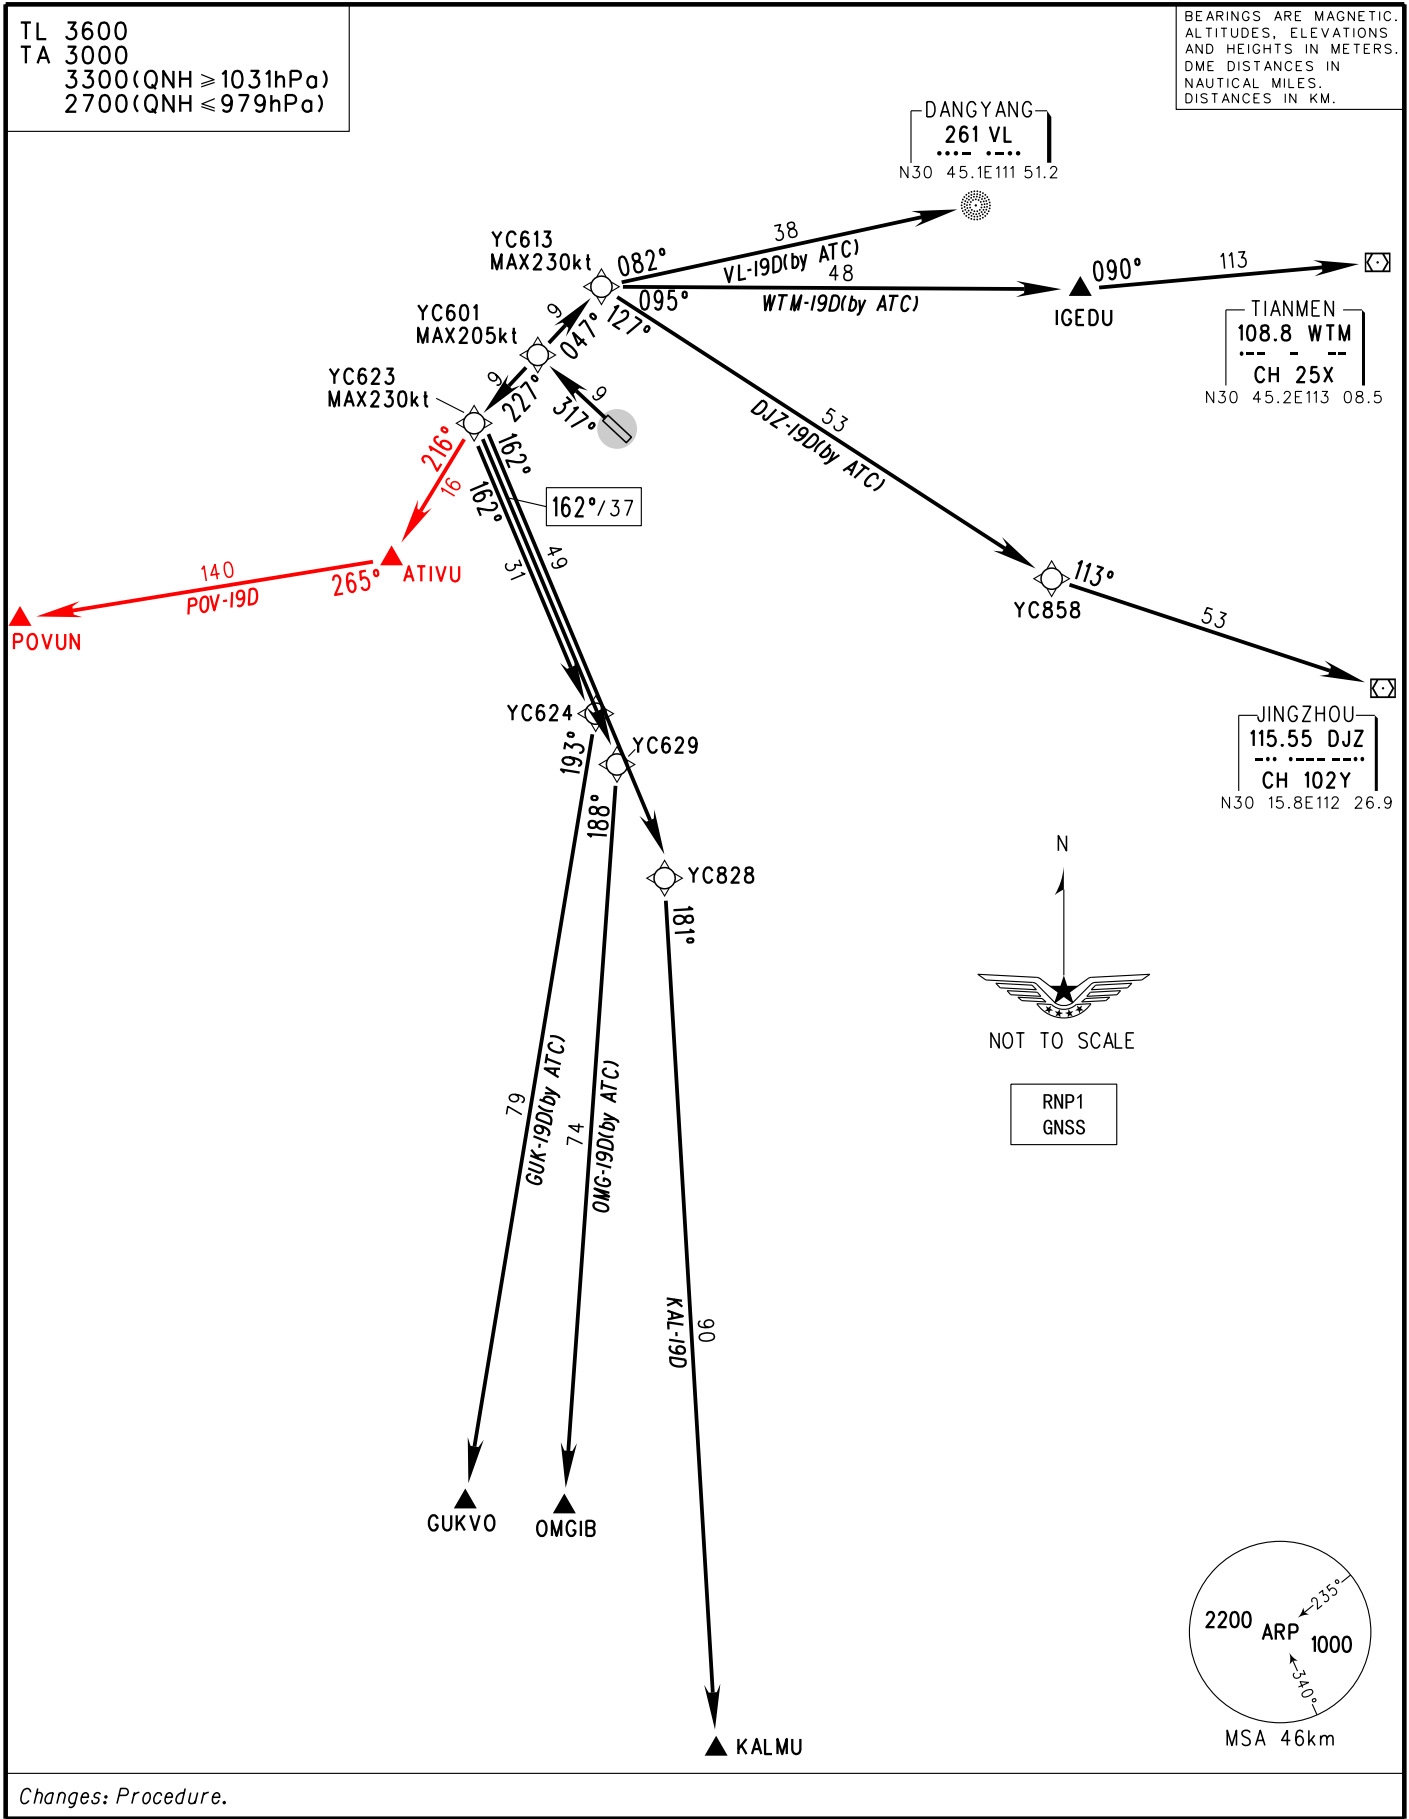 TL 3600
TA 3000
3300(QNH ≥ 1031hPa)
2700(QNH ≤ 979hPa)
BEARINGS ARE MAGNETIC.
ALTITUDES, ELEVATIONS
AND HEIGHTS IN METERS.
DME DISTANCES IN
NAUTICAL MILES.
DISTANCES IN KM.
DANGYANG
261 VL
N30 45.1E111 51.2
YC613
MAX230kt
082°
38
VL-19D(by ATC)
48
095°
WTM-19D(by ATC)
127°
090°
113
IGEDU
TIANMEN
108.8 WTM
CH 25X
N30 45.2E113 08.5
YC601
MAX205kt
9
047°
YC623
MAX230kt
9
227°
9
317°
53
DJZ-19D(by ATC)
216°
16
162°
162°
162°/37
49
31
ATIVU
265°
140
POV-19D
POVUN
113°
YC858
53
JINGZHOU
115.55 DJZ
CH 102Y
N30 15.8E112 26.9
YC624
193°
YC629
188°
YC828
181°
N
NOT TO SCALE
RNP1
GNSS
79
GUK-19D(by ATC)
74
OMG-19D(by ATC)
90
KAL-19D
GUKVO
OMGIB
KALMU
235°
2200
ARP
1000
340°
MSA 46km
Changes: Procedure.